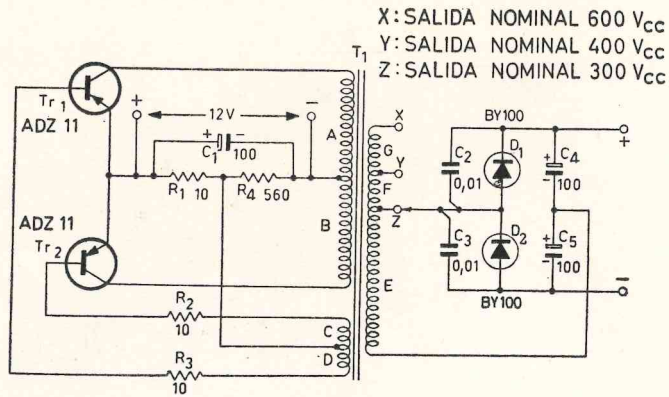 X: SALIDA NOMINAL 600 Vcc
Y: SALIDA NOMINAL 400 Vcc
Z: SALIDA NOMINAL 300 Vcc
T1
Tr1
ADZ 11
+
12V
-
+
-
C1
100
R1 10
R4 560
A
B
ADZ 11
Tr2
R2
10
C
D
R3
10
X
G
Y
F
Z
E
BY100
C2
0,01
D1
+
C4
-
100
+
C3
0,01
D2
+
C5
-
100
-
BY100